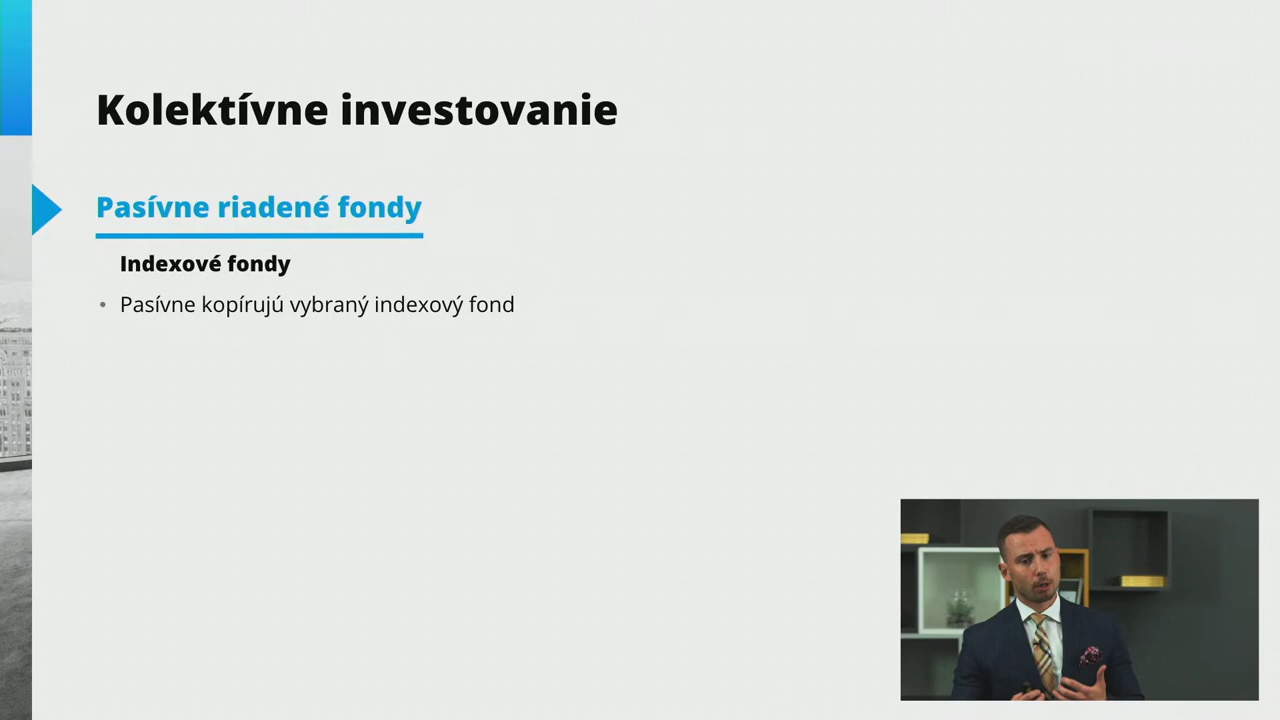 Kolektívne investovanie
Pasívne riadené fondy
Indexové fondy
• Pasívne kopírujú vybraný indexový fond